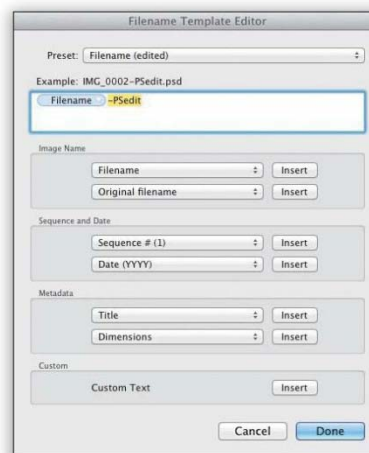 Filename Template Editor
Preset: Filename (edited)
Example: IMG_0002-PSedit.psd
Filename -PSedit
Image Name
Filename Insert
Original filename Insert
Sequence and Date
Sequence # (1) Insert
Date (YYYY) Insert
Metadata
Title Insert
Dimensions Insert
Custom
Custom Text Insert
Cancel Done